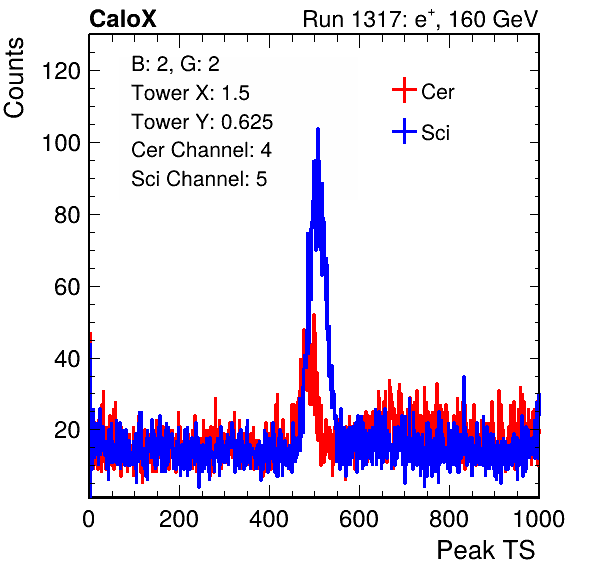 CaloX Run 1317: e+, 160 GeV
Counts
B: 2, G: 2
Tower X: 1.5
Tower Y: 0.625
Cer Channel: 4
Sci Channel: 5
Cer
Sci
120
100
80
60
40
20
0 200 400 600 800 1000
Peak TS